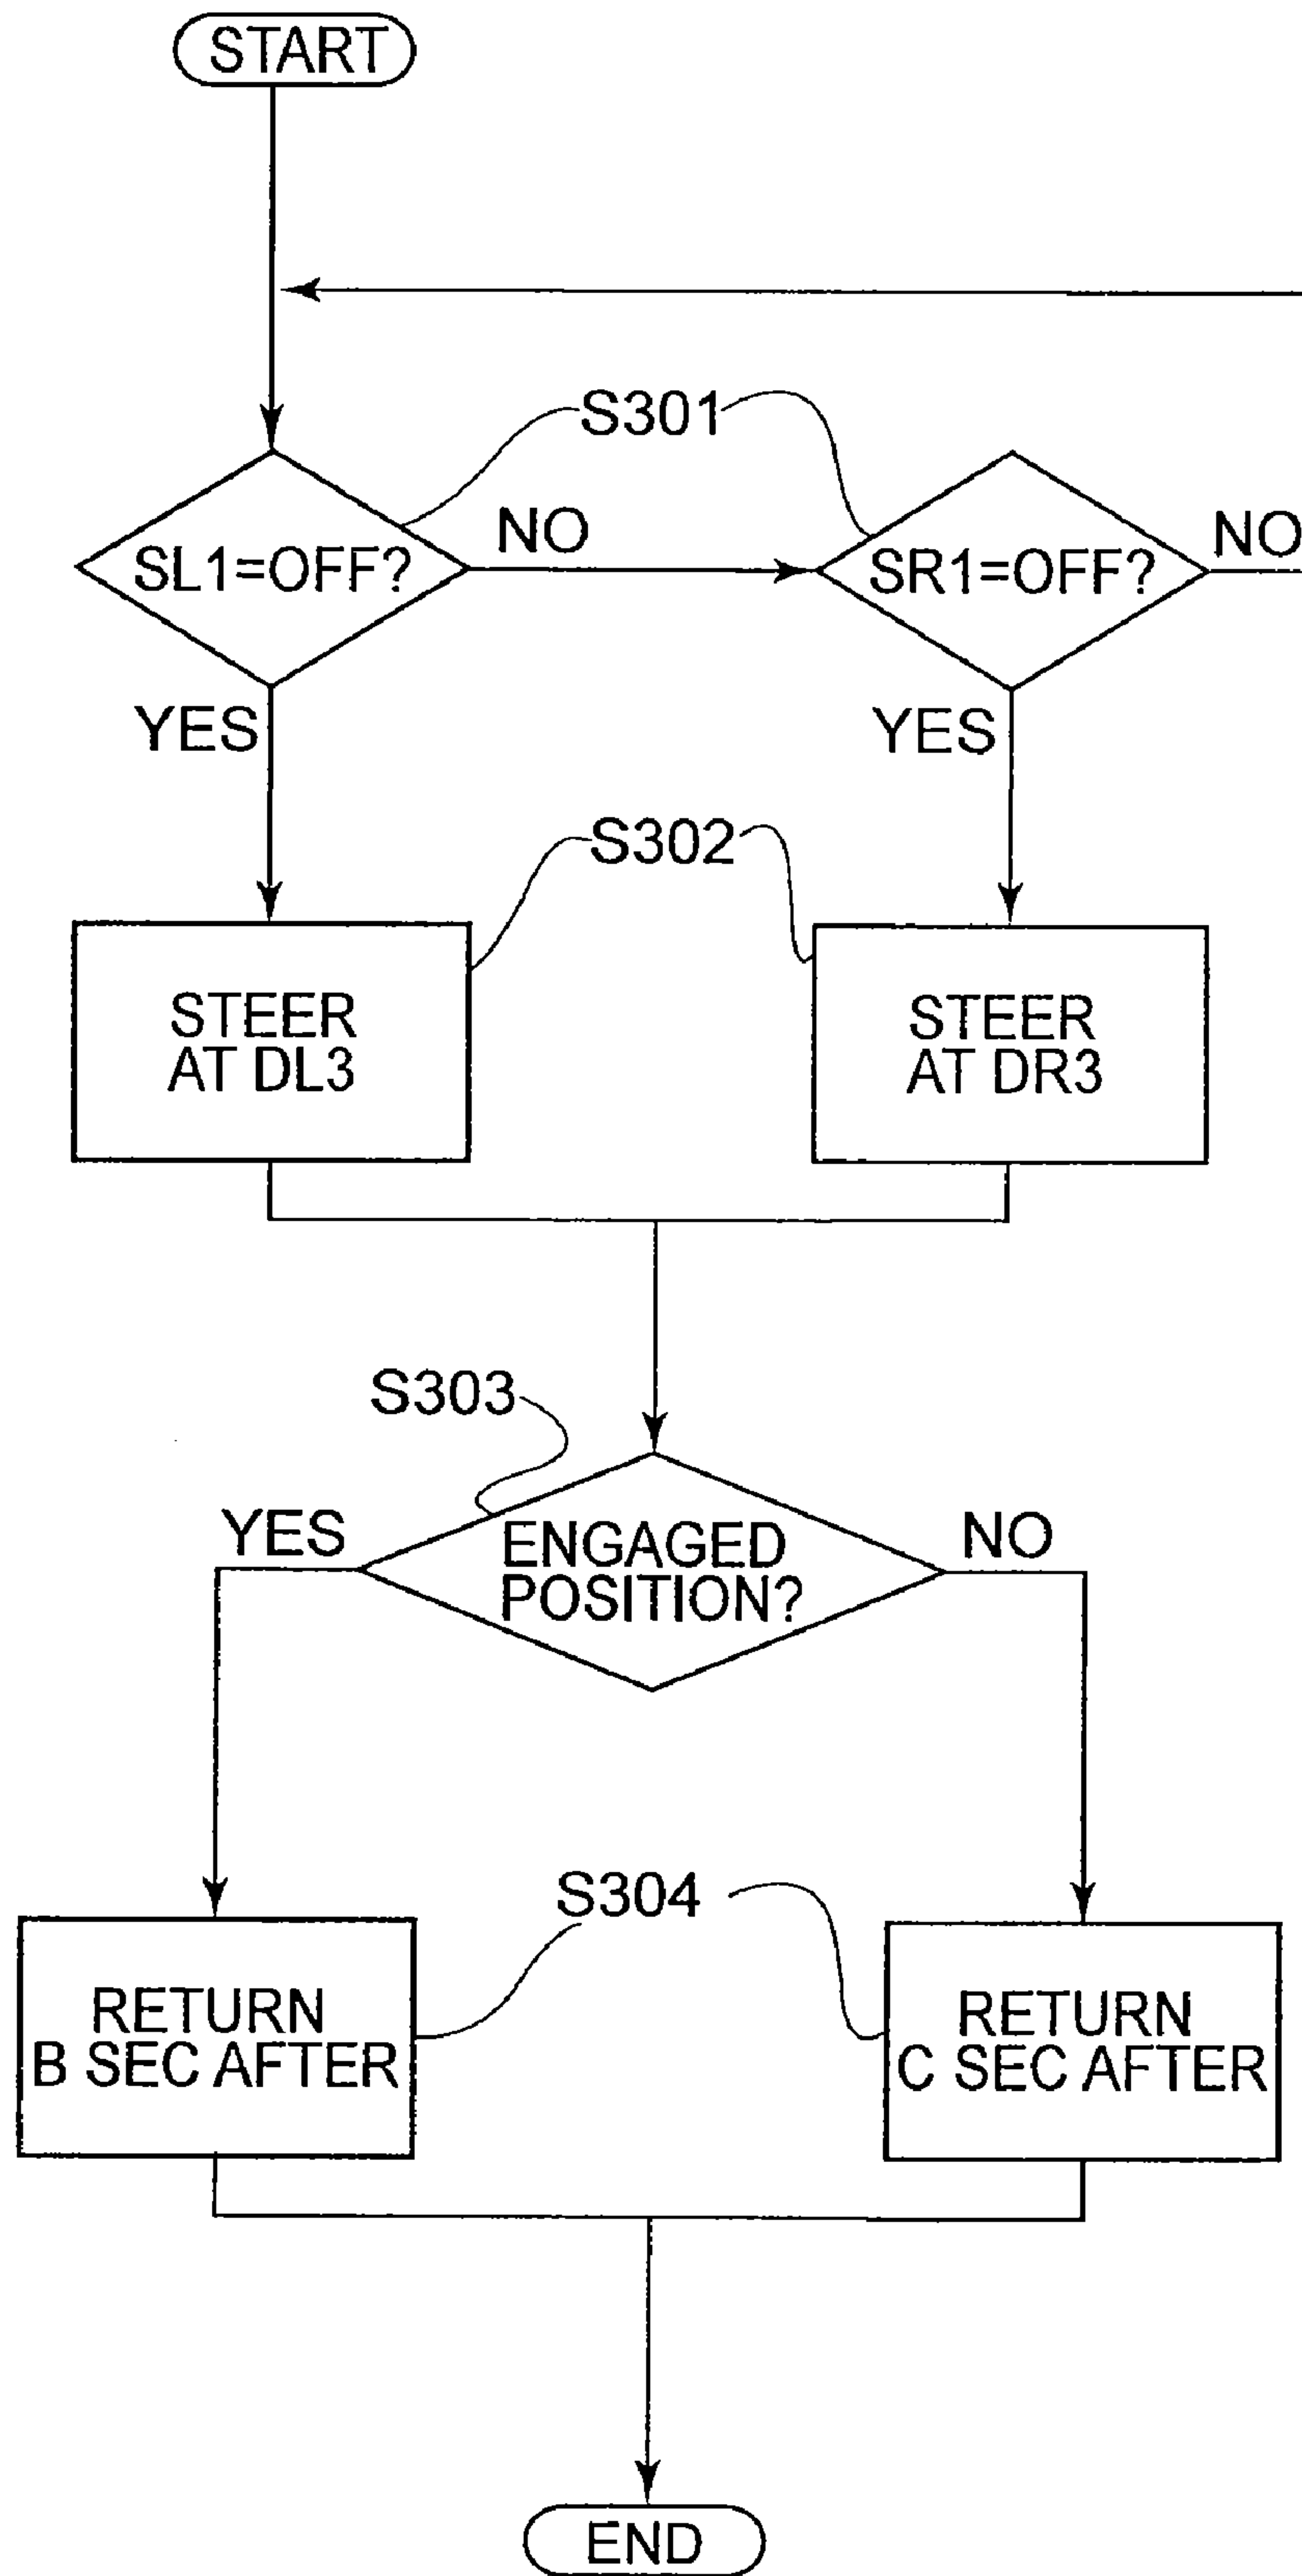 START
S301
SL1=OFF?
NO
SR1=OFF?
NO
YES
YES
S302
STEER
AT DL3
STEER
AT DR3
S303
YES
ENGAGED
POSITION?
NO
S304
RETURN
B SEC AFTER
RETURN
C SEC AFTER
END